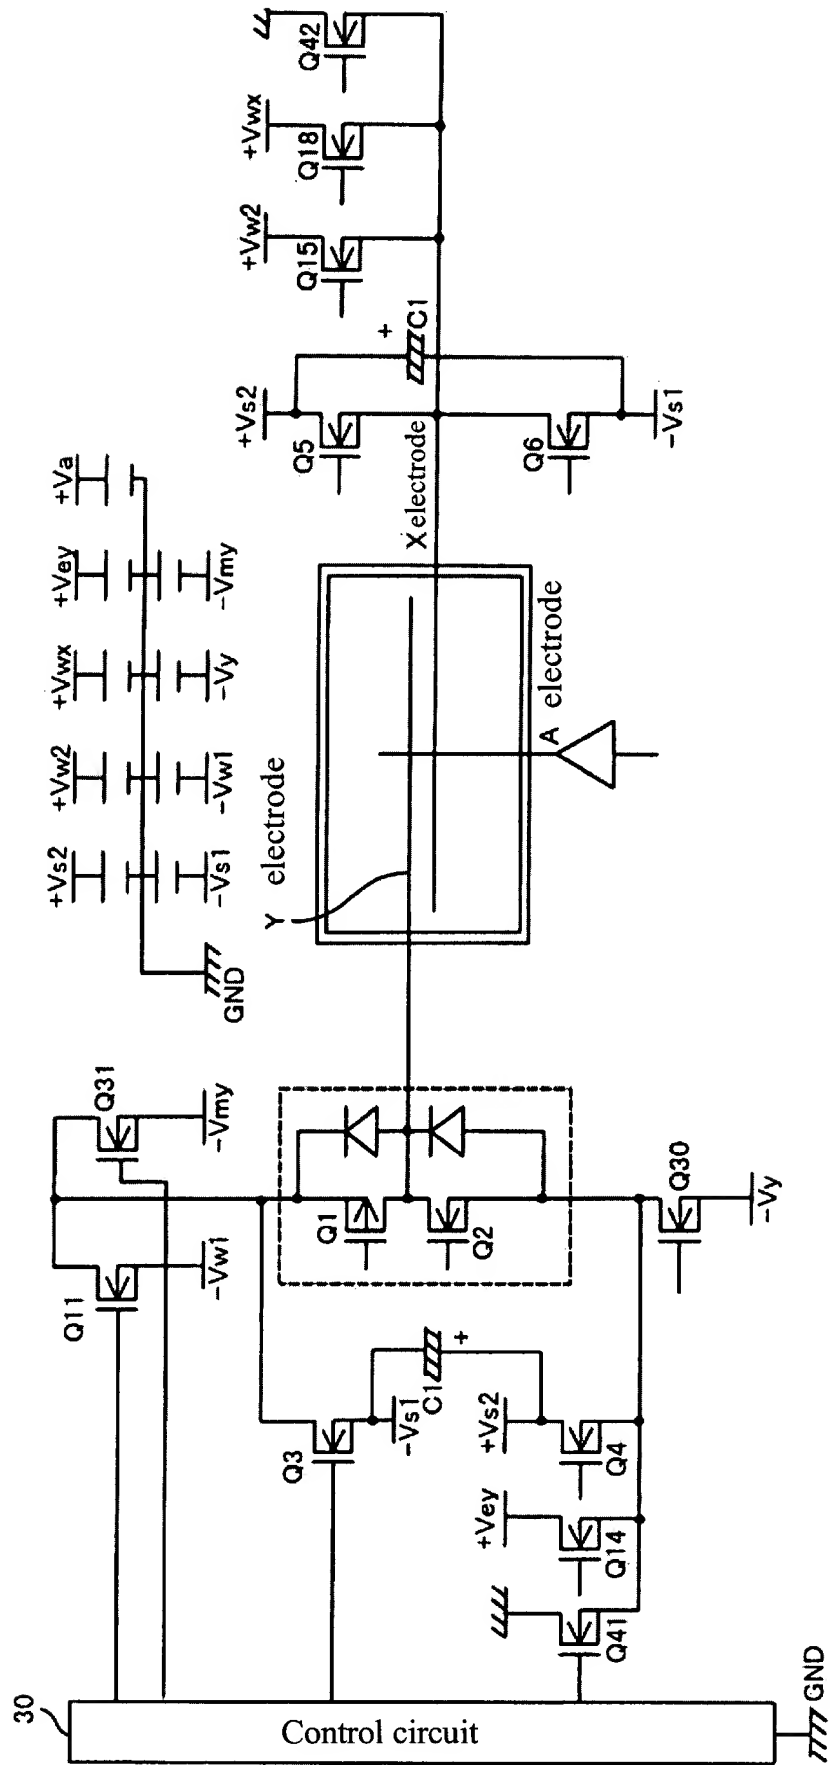 Q42
+Vwx
Q18
+Vw2
Q15
+
C1
+Vs2
Q5
Q6
-Vs1
X electrode
+Va
+Vey
-Vmy
+Vwx
-Vy
+Vw2
-Vw1
+Vs2
-Vs1
GND
Y electrode
A electrode
Q31
-Vmy
Q11
-Vw1
Q1
Q2
Q30
-Vy
Q3
-Vs1
C1
+
+Vs2
Q4
+Vey
Q14
Q41
30
Control circuit
GND